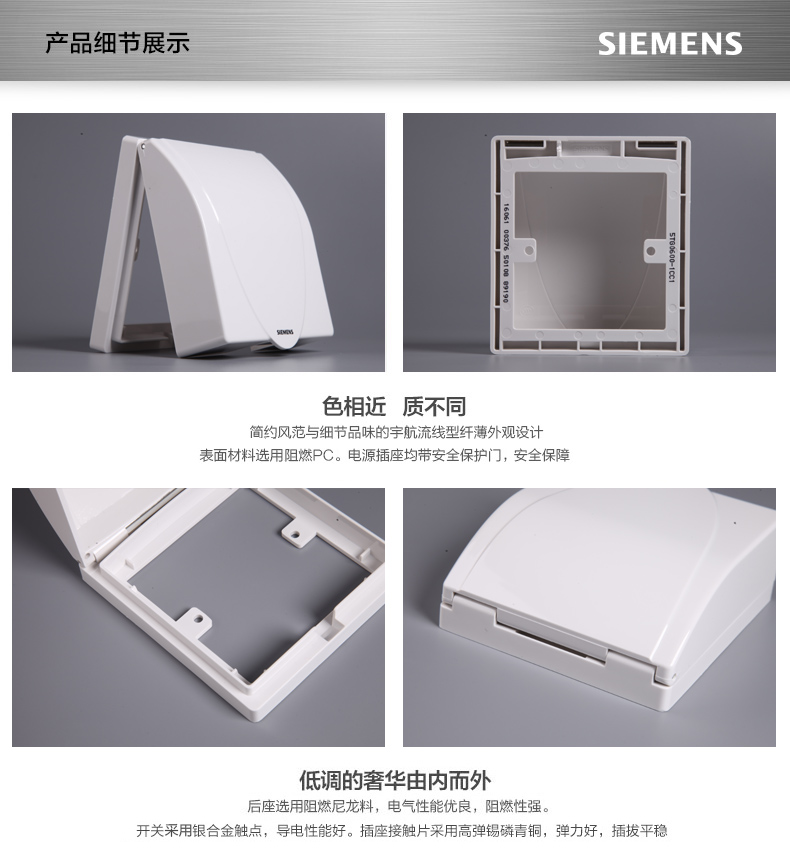 产品细节展示
SIEMENS
SIEMENS
16061 00376 50108 89190
5TG0600-1CC1
色相近 质不同
简约风范与细节品味的宇航流线型纤薄外观设计
表面材料选用阻燃PC。电源插座均带安全保护门，安全保障
低调的奢华由内而外
后座选用阻燃尼龙料，电气性能优良，阻燃性强。
开关采用银合金触点，导电性能好。插座接触片采用高弹锡磷青铜，弹力好，插拔平稳